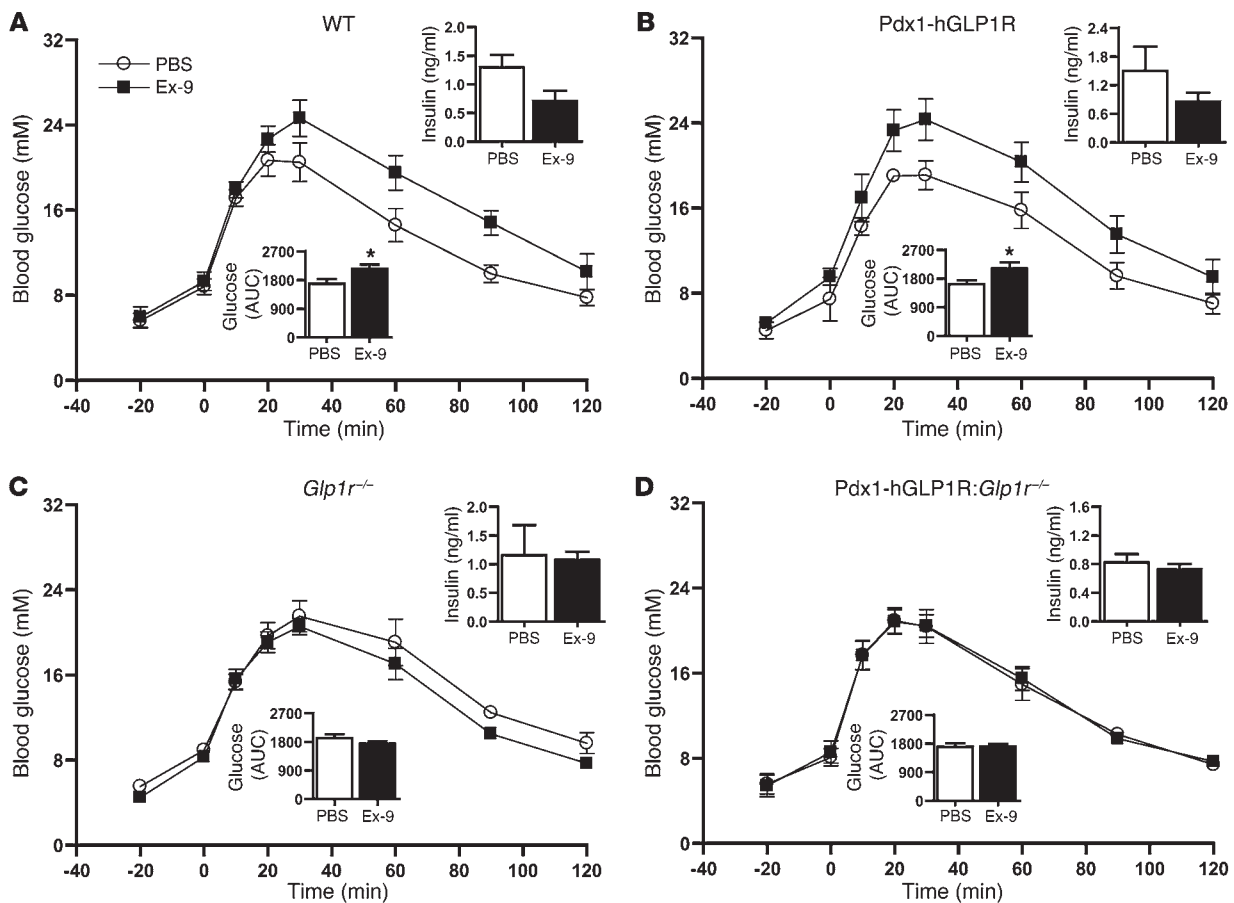 A
WT
32
24
16
8
0
Blood glucose (mM)
PBS
Ex-9
Insulin (ng/ml)
2.0
1.5
1.0
0.5
0.0
PBS Ex-9
Glucose
(AUC)
2700
1800
900
0
*
PBS Ex-9
-40 -20 0 20 40 60 80 100 120
Time (min)
B
Pdx1-hGLP1R
32
24
16
8
0
Blood glucose (mM)
Insulin (ng/ml)
2.4
1.8
1.2
0.6
0.0
PBS Ex-9
Glucose
(AUC)
2700
1800
900
0
*
PBS Ex-9
-40 -20 0 20 40 60 80 100 120
Time (min)
C
Glp1r–/–
32
24
16
8
0
Blood glucose (mM)
Insulin (ng/ml)
2.0
1.5
1.0
0.5
0.0
PBS Ex-9
Glucose
(AUC)
2700
1800
900
0
PBS Ex-9
-40 -20 0 20 40 60 80 100 120
Time (min)
D
Pdx1-hGLP1R:Glp1r–/–
32
24
16
8
0
Blood glucose (mM)
Insulin (ng/ml)
1.6
1.2
0.8
0.4
0.0
PBS Ex-9
Glucose
(AUC)
2700
1800
900
0
PBS Ex-9
-40 -20 0 20 40 60 80 100 120
Time (min)